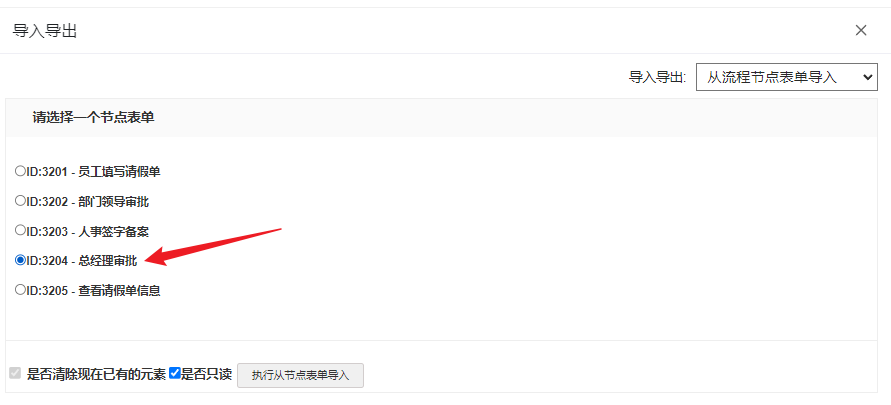 导入导出
导入导出: 从流程节点表单导入
请选择一个节点表单
ID:3201 - 员工填写请假单
ID:3202 - 部门领导审批
ID:3203 - 人事签字备案
ID:3204 - 总经理审批
ID:3205 - 查看请假单信息
是否清除现在已有的元素 是否只读 执行从节点表单导入